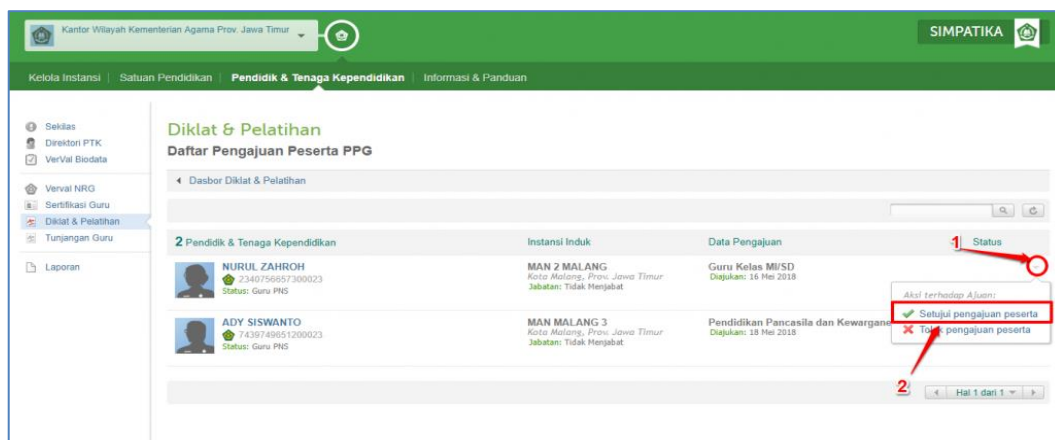 Kantor Wilayah Kementerian Agama Prov. Jawa Timur
SIMPATIKA
Kelola Instansi | Satuan Pendidikan | Pendidik & Tenaga Kependidikan | Informasi & Panduan
Sekilas
Direktori PTK
VerVal Biodata
Verval NRG
Sertifikasi Guru
Diklat & Pelatihan
Tunjangan Guru
Laporan
Diklat & Pelatihan
Daftar Pengajuan Peserta PPG
Dasbor Diklat & Pelatihan
2 Pendidik & Tenaga Kependidikan Instansi Induk Data Pengajuan Status
1
NURUL ZAHROH
2340756657300023
Status: Guru PNS
MAN 2 MALANG
Kota Malang, Prov. Jawa Timur
Jabatan: Tidak Menjabat
Guru Kelas MI/SD
Diajukan: 16 Mei 2018
Aksi terhadap Ajuan:
Setujui pengajuan peserta
pengajuan peserta
ADY SISWANTO
7439749651200023
Status: Guru PNS
MAN MALANG 3
Kota Malang, Prov. Jawa Timur
Jabatan: Tidak Menjabat
Pendidikan Pancasila dan Kewargane
Diajukan: 18 Mei 2018
2
Hal 1 dari 1